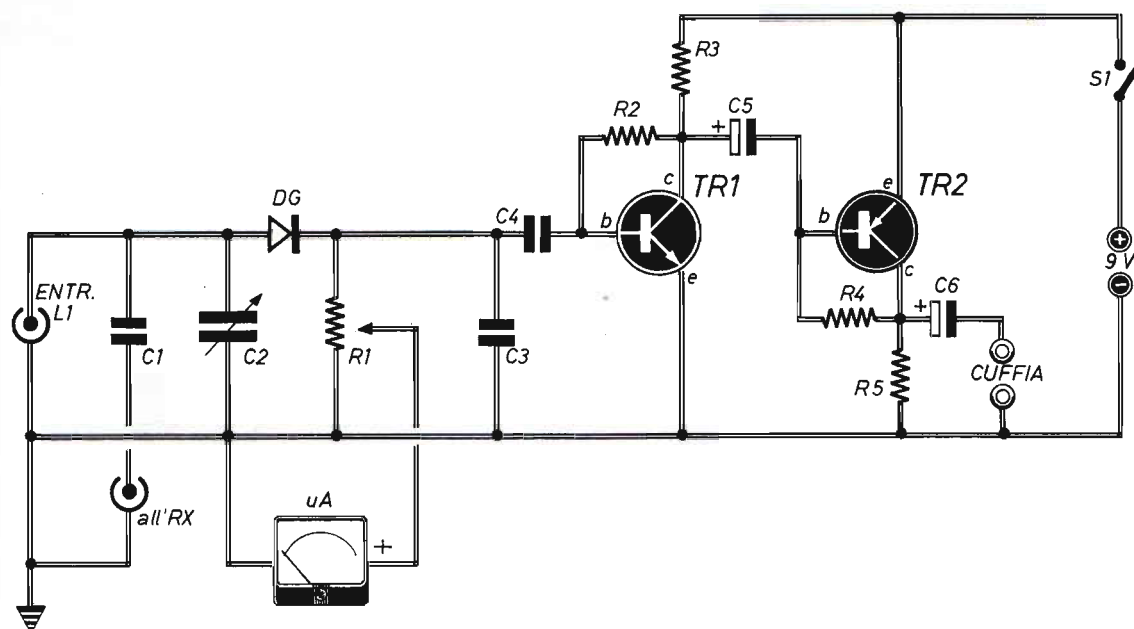 R3
S1
R2
+
C5
c
TR1
e
TR2
DG
C4
b
b
+
9 V
-
e
c
ENTR.
L1
R4
+
C6
C1
C2
R1
C3
R5
CUFFIA
all'RX
uA
+